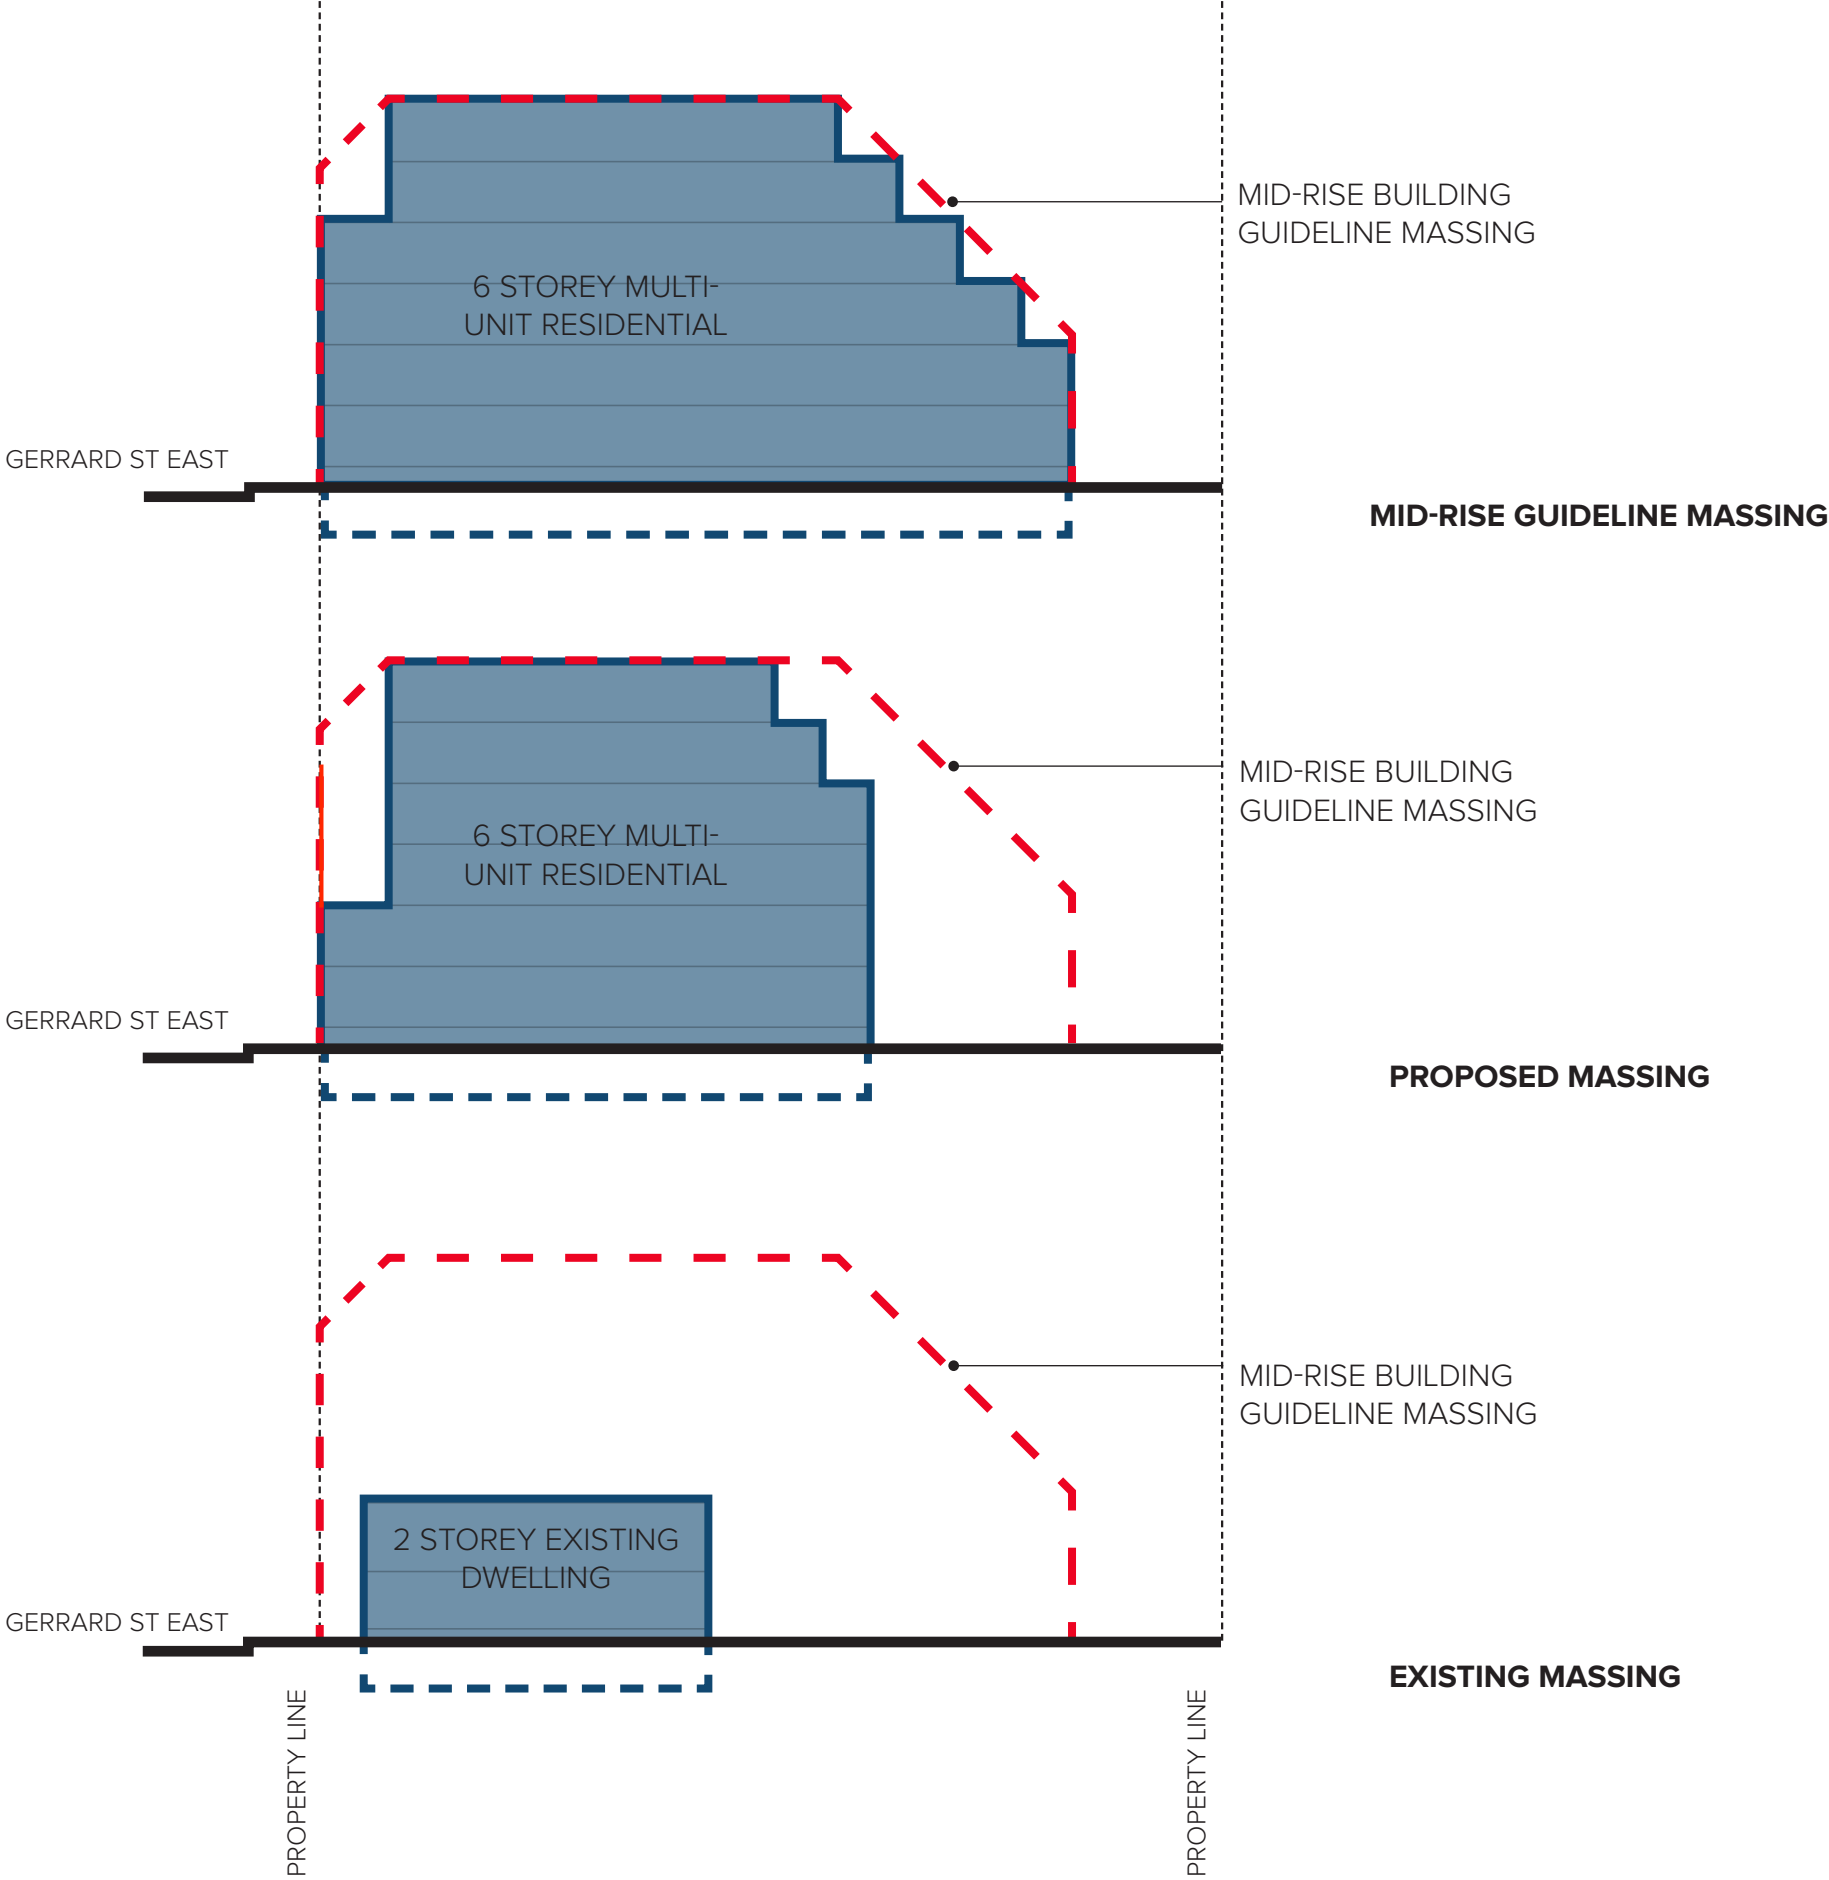 MID-RISE BUILDING
GUIDELINE MASSING
6 STOREY MULTI-
UNIT RESIDENTIAL
GERRARD ST EAST
MID-RISE GUIDELINE MASSING
MID-RISE BUILDING
GUIDELINE MASSING
6 STOREY MULTI-
UNIT RESIDENTIAL
GERRARD ST EAST
PROPOSED MASSING
MID-RISE BUILDING
GUIDELINE MASSING
2 STOREY EXISTING
DWELLING
GERRARD ST EAST
EXISTING MASSING
PROPERTY LINE
PROPERTY LINE